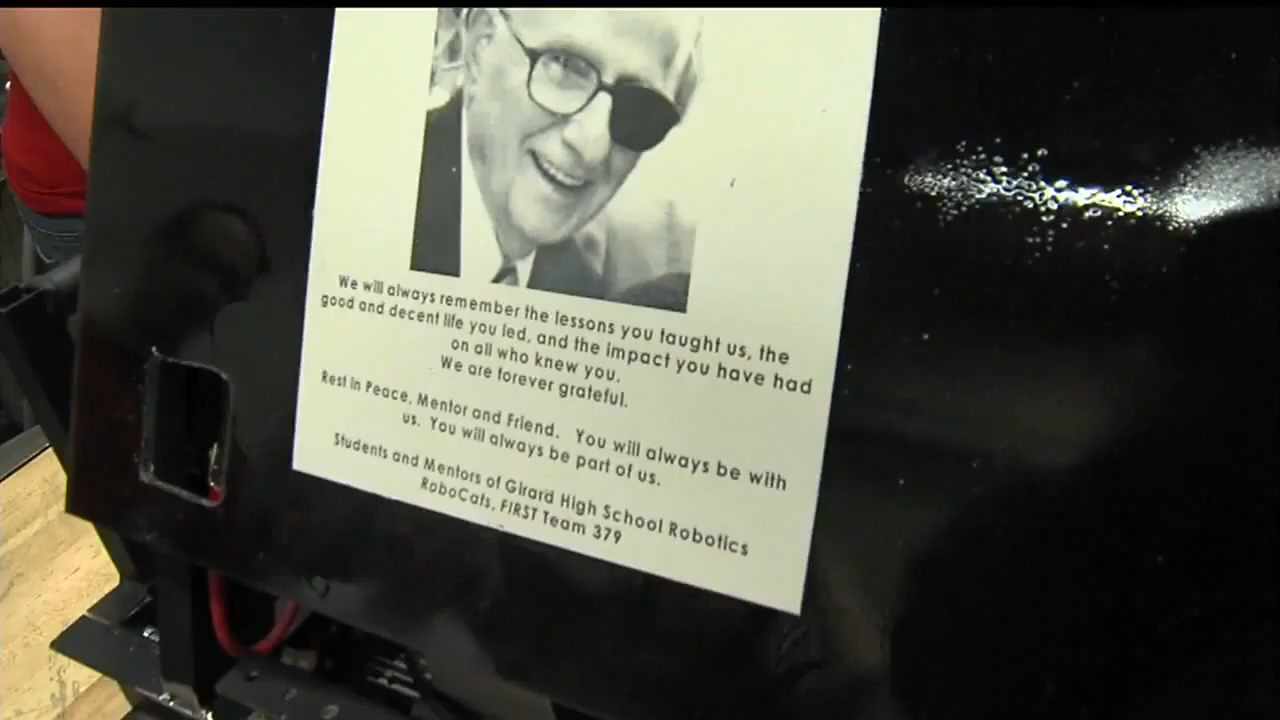 We will always remember the lessons you taught us, the
good and decent life you led, and the impact you have had
on all who knew you.
We are forever grateful.
Rest in Peace, Mentor and Friend. You will always be with
us. You will always be part of us.
Students and Mentors of Girard High School Robotics
RoboCats, FIRST Team 379